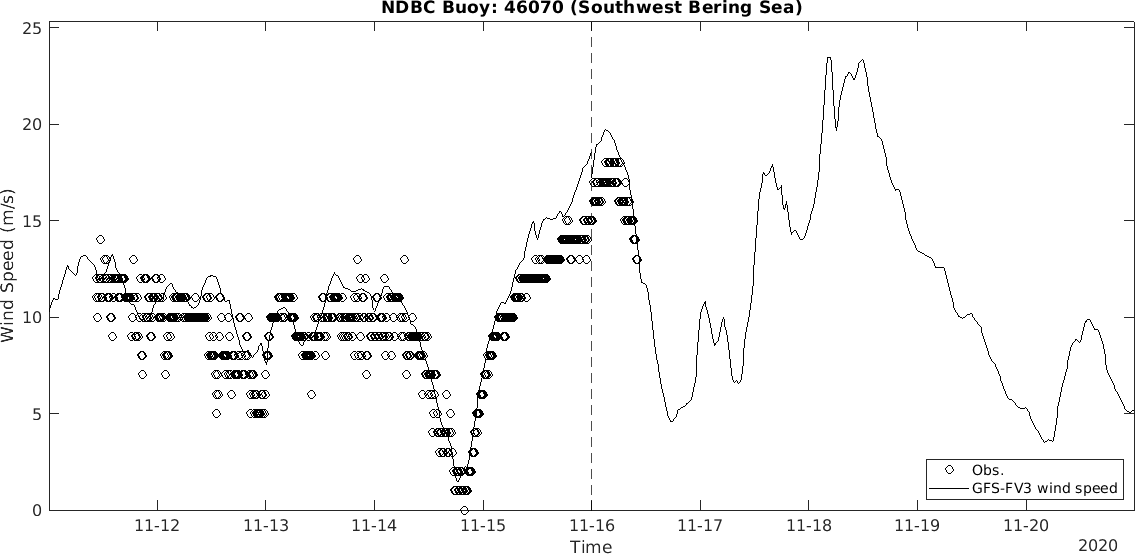 NDBC Buoy: 46070 (Southwest Bering Sea)
25
20
15
10
5
0
Wind Speed (m/s)
Obs.
GFS-FV3 wind speed
11-12 11-13 11-14 11-15 11-16 11-17 11-18 11-19 11-20
Time
2020